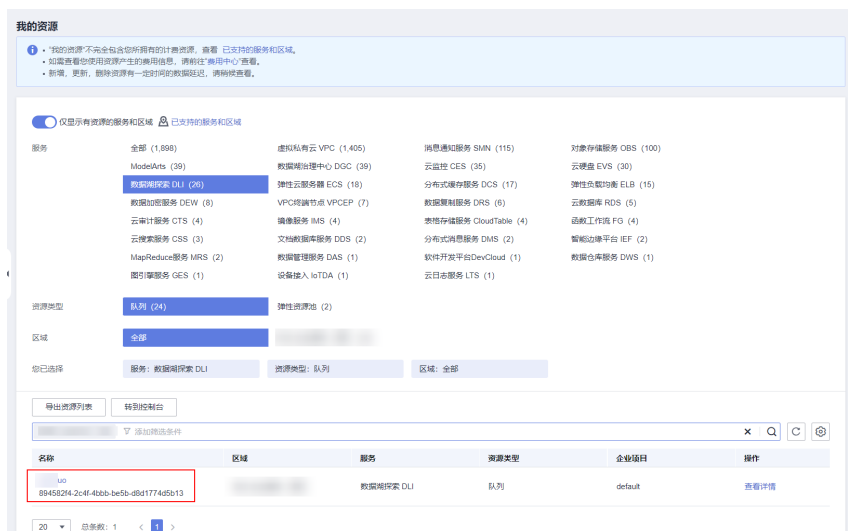 我的资源
• "我的资源"不完全包含您所拥有的计费资源，查看 已支持的服务和区域。
• 如需查看您使用资源产生的费用信息，请前往"费用中心"查看。
• 新增，更新，删除资源有一定时间的数据延迟，请稍候查看。
仅显示有资源的服务和区域 已支持的服务和区域
服务 全部 (1,898) 虚拟私有云 VPC (1,405) 消息通知服务 SMN (115) 对象存储服务 OBS (100)
ModelArts (39) 数据湖治理中心 DGC (39) 云监控 CES (35) 云硬盘 EVS (30)
数据湖探索 DLI (26) 弹性云服务器 ECS (18) 分布式缓存服务 DCS (17) 弹性负载均衡 ELB (15)
数据加密服务 DEW (8) VPC终端节点 VPCEP (7) 数据复制服务 DRS (6) 云数据库 RDS (5)
云审计服务 CTS (4) 镜像服务 IMS (4) 表格存储服务 CloudTable (4) 函数工作流 FG (4)
云搜索服务 CSS (3) 文档数据库服务 DDS (2) 分布式消息服务 DMS (2) 智能边缘平台 IEF (2)
MapReduce服务 MRS (2) 数据管理服务 DAS (1) 软件开发平台DevCloud (1) 数据仓库服务 DWS (1)
图引擎服务 GES (1) 设备接入 IoTDA (1) 云日志服务 LTS (1)
资源类型 队列 (24) 弹性资源池 (2)
区域 全部
您已选择 服务：数据湖探索 DLI 资源类型：队列 区域：全部
导出资源列表 转到控制台
添加筛选条件
名称 区域 服务 资源类型 企业项目 操作
uo
894582f4-2c4f-4bbb-be5b-d8d1774d5b13 数据湖探索 DLI 队列 default 查看详情
20 总条数：1 < 1 >